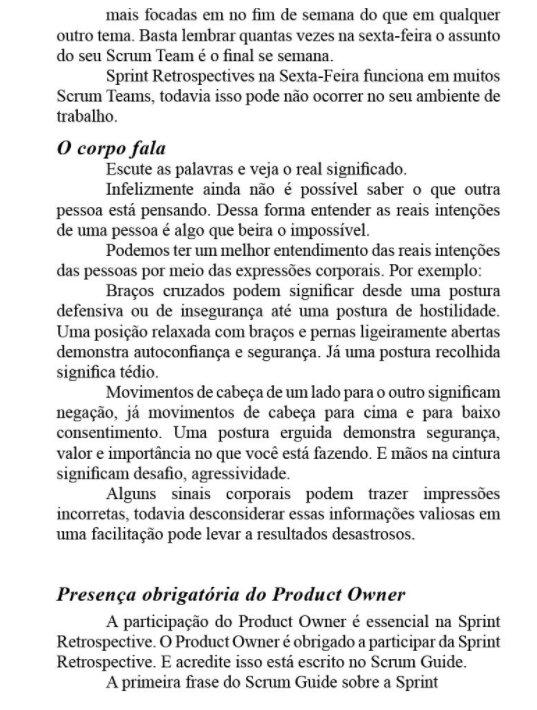 mais focadas em no fim de semana do que em qualquer
outro tema. Basta lembrar quantas vezes na sexta-feira o assunto
do seu Scrum Team é o final se semana.
Sprint Retrospectives na Sexta-Feira funciona em muitos
Scrum Teams, todavia isso pode não ocorrer no seu ambiente de
trabalho.
O corpo fala
Escute as palavras e veja o real significado.
Infelizmente ainda não é possível saber o que outra
pessoa está pensando. Dessa forma entender as reais intenções
de uma pessoa é algo que beira o impossível.
Podemos ter um melhor entendimento das reais intenções
das pessoas por meio das expressões corporais. Por exemplo:
Braços cruzados podem significar desde uma postura
defensiva ou de insegurança até uma postura de hostilidade.
Uma posição relaxada com braços e pernas ligeiramente abertas
demonstra autoconfiança e segurança. Já uma postura recolhida
significa tédio.
Movimentos de cabeça de um lado para o outro significam
negação, já movimentos de cabeça para cima e para baixo
consentimento. Uma postura erguida demonstra segurança,
valor e importância no que você está fazendo. E mãos na cintura
significam desafio, agressividade.
Alguns sinais corporais podem trazer impressões
incorretas, todavia desconsiderar essas informações valiosas em
uma facilitação pode levar a resultados desastrosos.
Presença obrigatória do Product Owner
A participação do Product Owner é essencial na Sprint
Retrospective. O Product Owner é obrigado a participar da Sprint
Retrospective. E acredite isso está escrito no Scrum Guide.
A primeira frase do Scrum Guide sobre a Sprint